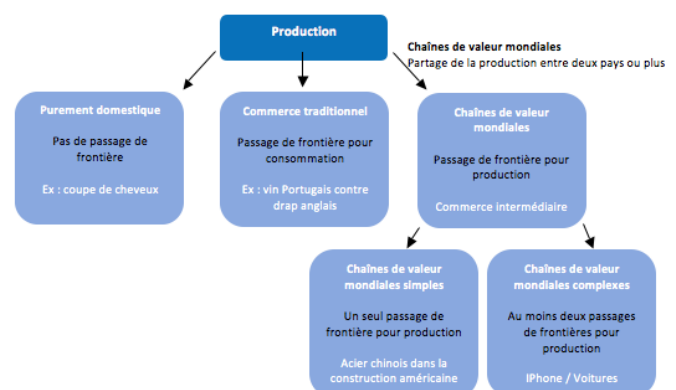 Production
Chaînes de valeur mondiales
Partage de la production entre deux pays ou plus
Purement domestique
Pas de passage de
frontière
Ex : coupe de cheveux
Commerce traditionnel
Passage de frontière pour
consommation
Ex : vin Portugais contre
drap anglais
Chaînes de valeur
mondiales
Passage de frontière pour
production
Commerce intermédiaire
Chaînes de valeur
mondiales simples
Un seul passage de
frontière pour production
Acier chinois dans la
construction américaine
Chaînes de valeur
mondiales complexes
Au moins deux passages
de frontières pour
production
IPhone / Voitures